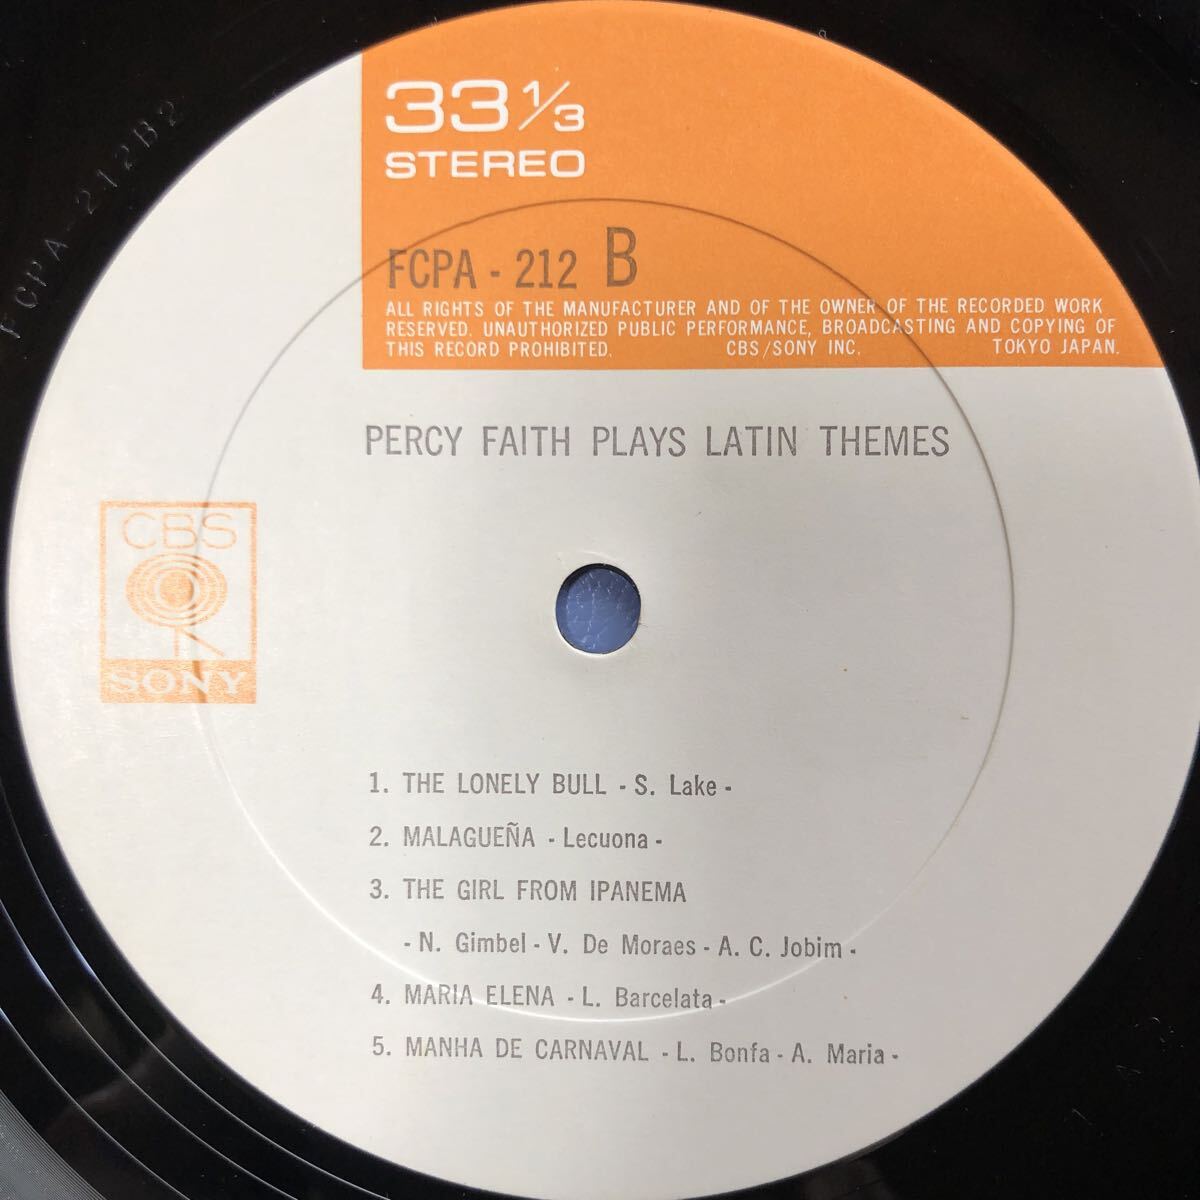 33 1/3
STEREO
FCPA - 212 B
ALL RIGHTS OF THE MANUFACTURER AND OF THE OWNER OF THE RECORDED WORK
RESERVED. UNAUTHORIZED PUBLIC PERFORMANCE, BROADCASTING AND COPYING OF
THIS RECORD PROHIBITED. CBS/SONY INC. TOKYO JAPAN.
FCPA-212B2
PERCY FAITH PLAYS LATIN THEMES
CBS
SONY
1. THE LONELY BULL - S. Lake -
2. MALAGUEÑA - Lecuona -
3. THE GIRL FROM IPANEMA
- N. Gimbel - V. De Moraes - A. C. Jobim -
4. MARIA ELENA - L. Barcelata -
5. MANHA DE CARNAVAL - L. Bonfa - A. Maria -